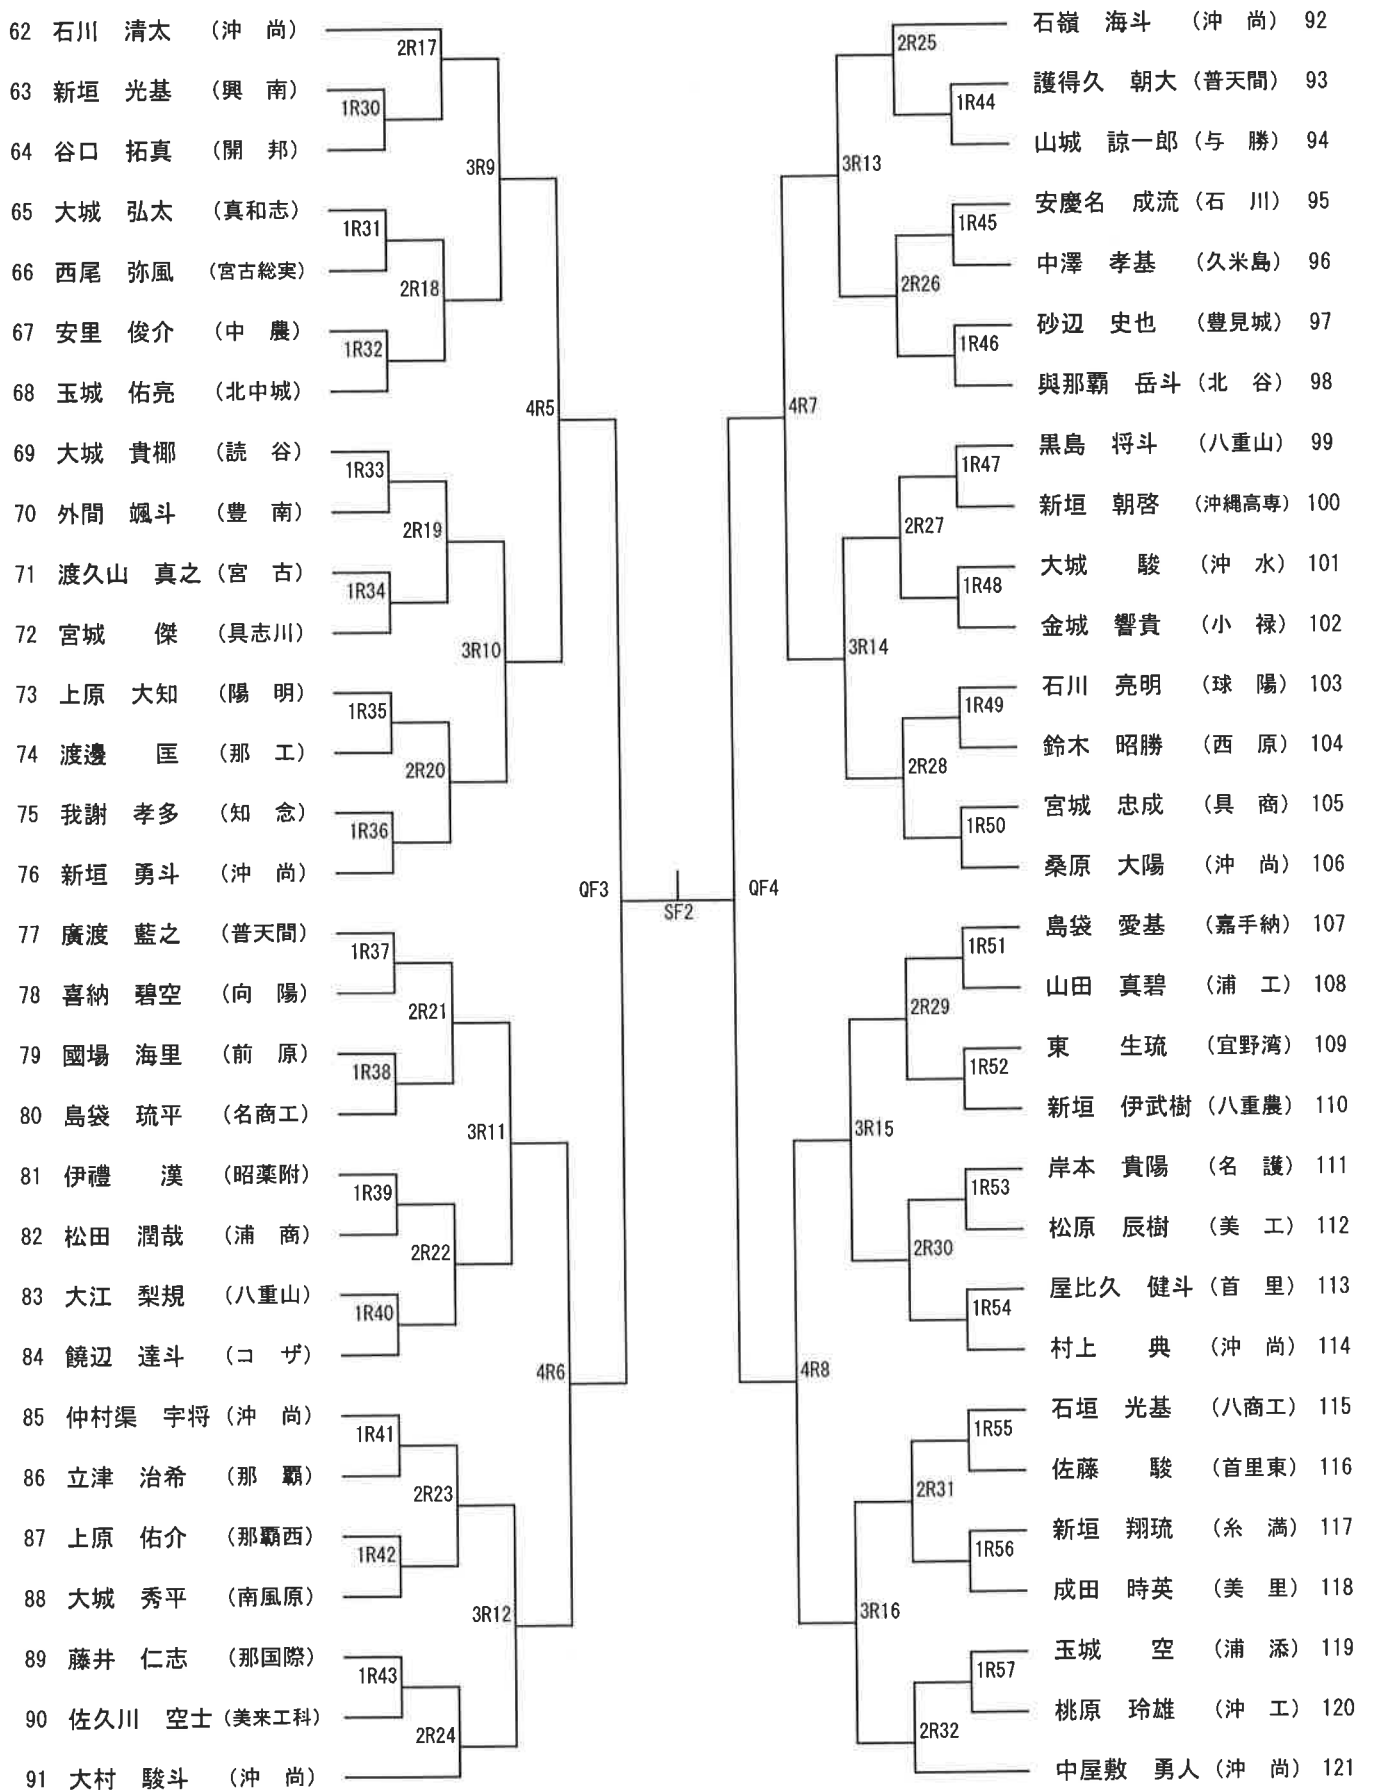 62 石川 清太 (沖 尚)
63 新垣 光基 (興 南)
64 谷口 拓真 (開 邦)
65 大城 弘太 (真和志)
66 西尾 弥風 (宮古総実)
67 安里 俊介 (中 農)
68 玉城 佑亮 (北中城)
69 大城 貴梛 (読 谷)
70 外間 颯斗 (豊 南)
71 渡久山 真之 (宮 古)
72 宮城 傑 (具志川)
73 上原 大知 (陽 明)
74 渡邊 匡 (那 工)
75 我謝 孝多 (知 念)
76 新垣 勇斗 (沖 尚)
77 廣渡 藍之 (普天間)
78 喜納 碧空 (向 陽)
79 國場 海里 (前 原)
80 島袋 琉平 (名商工)
81 伊禮 漢 (昭薬附)
82 松田 潤哉 (浦 商)
83 大江 梨規 (八重山)
84 饒辺 達斗 (コ ザ)
85 仲村渠 宇将 (沖 尚)
86 立津 治希 (那 覇)
87 上原 佑介 (那覇西)
88 大城 秀平 (南風原)
89 藤井 仁志 (那国際)
90 佐久川 空士 (美来工科)
91 大村 駿斗 (沖 尚)
1R30
1R31
1R32
1R33
1R34
1R35
1R36
1R37
1R38
1R39
1R40
1R41
1R42
1R43
2R17
2R18
2R19
2R20
2R21
2R22
2R23
2R24
3R9
3R10
3R11
3R12
4R5
4R6
QF3
SF2
QF4
4R7
4R8
3R13
3R14
3R15
3R16
2R25
2R26
2R27
2R28
2R29
2R30
2R31
2R32
1R44
1R45
1R46
1R47
1R48
1R49
1R50
1R51
1R52
1R53
1R54
1R55
1R56
1R57
石嶺 海斗 (沖 尚) 92
護得久 朝大 (普天間) 93
山城 諒一郎 (与 勝) 94
安慶名 成流 (石 川) 95
中澤 孝基 (久米島) 96
砂辺 史也 (豊見城) 97
與那覇 岳斗 (北 谷) 98
黒島 将斗 (八重山) 99
新垣 朝啓 (沖縄高専) 100
大城 駿 (沖 水) 101
金城 響貴 (小 禄) 102
石川 亮明 (球 陽) 103
鈴木 昭勝 (西 原) 104
宮城 忠成 (具 商) 105
桑原 大陽 (沖 尚) 106
島袋 愛基 (嘉手納) 107
山田 真碧 (浦 工) 108
東 生琉 (宜野湾) 109
新垣 伊武樹 (八重農) 110
岸本 貴陽 (名 護) 111
松原 辰樹 (美 工) 112
屋比久 健斗 (首 里) 113
村上 典 (沖 尚) 114
石垣 光基 (八商工) 115
佐藤 駿 (首里東) 116
新垣 翔琉 (糸 満) 117
成田 時英 (美 里) 118
玉城 空 (浦 添) 119
桃原 玲雄 (沖 工) 120
中屋敷 勇人 (沖 尚) 121